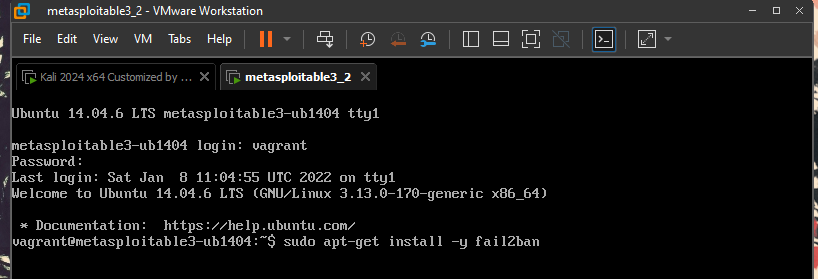 metasploitable3_2 - VMware Workstation
File Edit View VM Tabs Help
Kali 2024 x64 Customized by ... metasploitable3_2
Ubuntu 14.04.6 LTS metasploitable3-ub1404 tty1
metasploitable3-ub1404 login: vagrant
Password:
Last login: Sat Jan  8 11:04:55 UTC 2022 on tty1
Welcome to Ubuntu 14.04.6 LTS (GNU/Linux 3.13.0-170-generic x86_64)
* Documentation:  https://help.ubuntu.com/
vagrant@metasploitable3-ub1404:~$ sudo apt-get install -y fail2ban